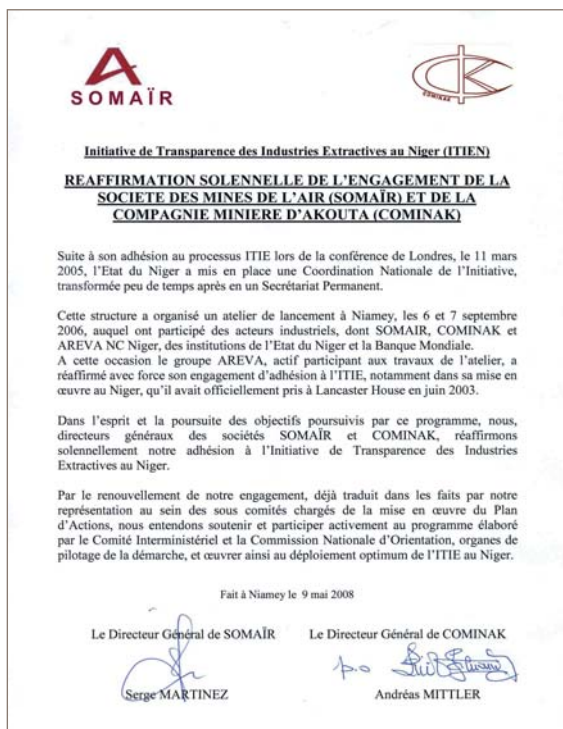 SOMAÏR
COMINAK
Initiative de Transparence des Industries Extractives au Niger (ITIEN)
REAFFIRMATION SOLENNELLE DE L'ENGAGEMENT DE LA
SOCIETE DES MINES DE L'AIR (SOMAÏR) ET DE LA
COMPAGNIE MINIERE D'AKOUTA (COMINAK)
Suite à son adhésion au processus ITIE lors de la conférence de Londres, le 11 mars
2005, l'Etat du Niger a mis en place une Coordination Nationale de l'Initiative,
transformée peu de temps après en un Secrétariat Permanent.
Cette structure a organisé un atelier de lancement à Niamey, les 6 et 7 septembre
2006, auquel ont participé des acteurs industriels, dont SOMAIR, COMINAK et
AREVA NC Niger, des institutions de l'Etat du Niger et la Banque Mondiale.
A cette occasion le groupe AREVA, actif participant aux travaux de l'atelier, a
réaffirmé avec force son engagement d'adhésion à l'ITIE, notamment dans sa mise en
œuvre au Niger, qu'il avait officiellement pris à Lancaster House en juin 2003.
Dans l'esprit et la poursuite des objectifs poursuivis par ce programme, nous,
directeurs généraux des sociétés SOMAÏR et COMINAK, réaffirmons
solennellement notre adhésion à l'Initiative de Transparence des Industries
Extractives au Niger.
Par le renouvellement de notre engagement, déjà traduit dans les faits par notre
représentation au sein des sous comités chargés de la mise en œuvre du Plan
d'Actions, nous entendons soutenir et participer activement au programme élaboré
par le Comité Interministériel et la Commission Nationale d'Orientation, organes de
pilotage de la démarche, et œuvrer ainsi au déploiement optimum de l'ITIE au Niger.
Fait à Niamey le 9 mai 2008
Le Directeur Général de SOMAÏR Le Directeur Général de COMINAK
p.o
Serge MARTINEZ Andréas MITTLER